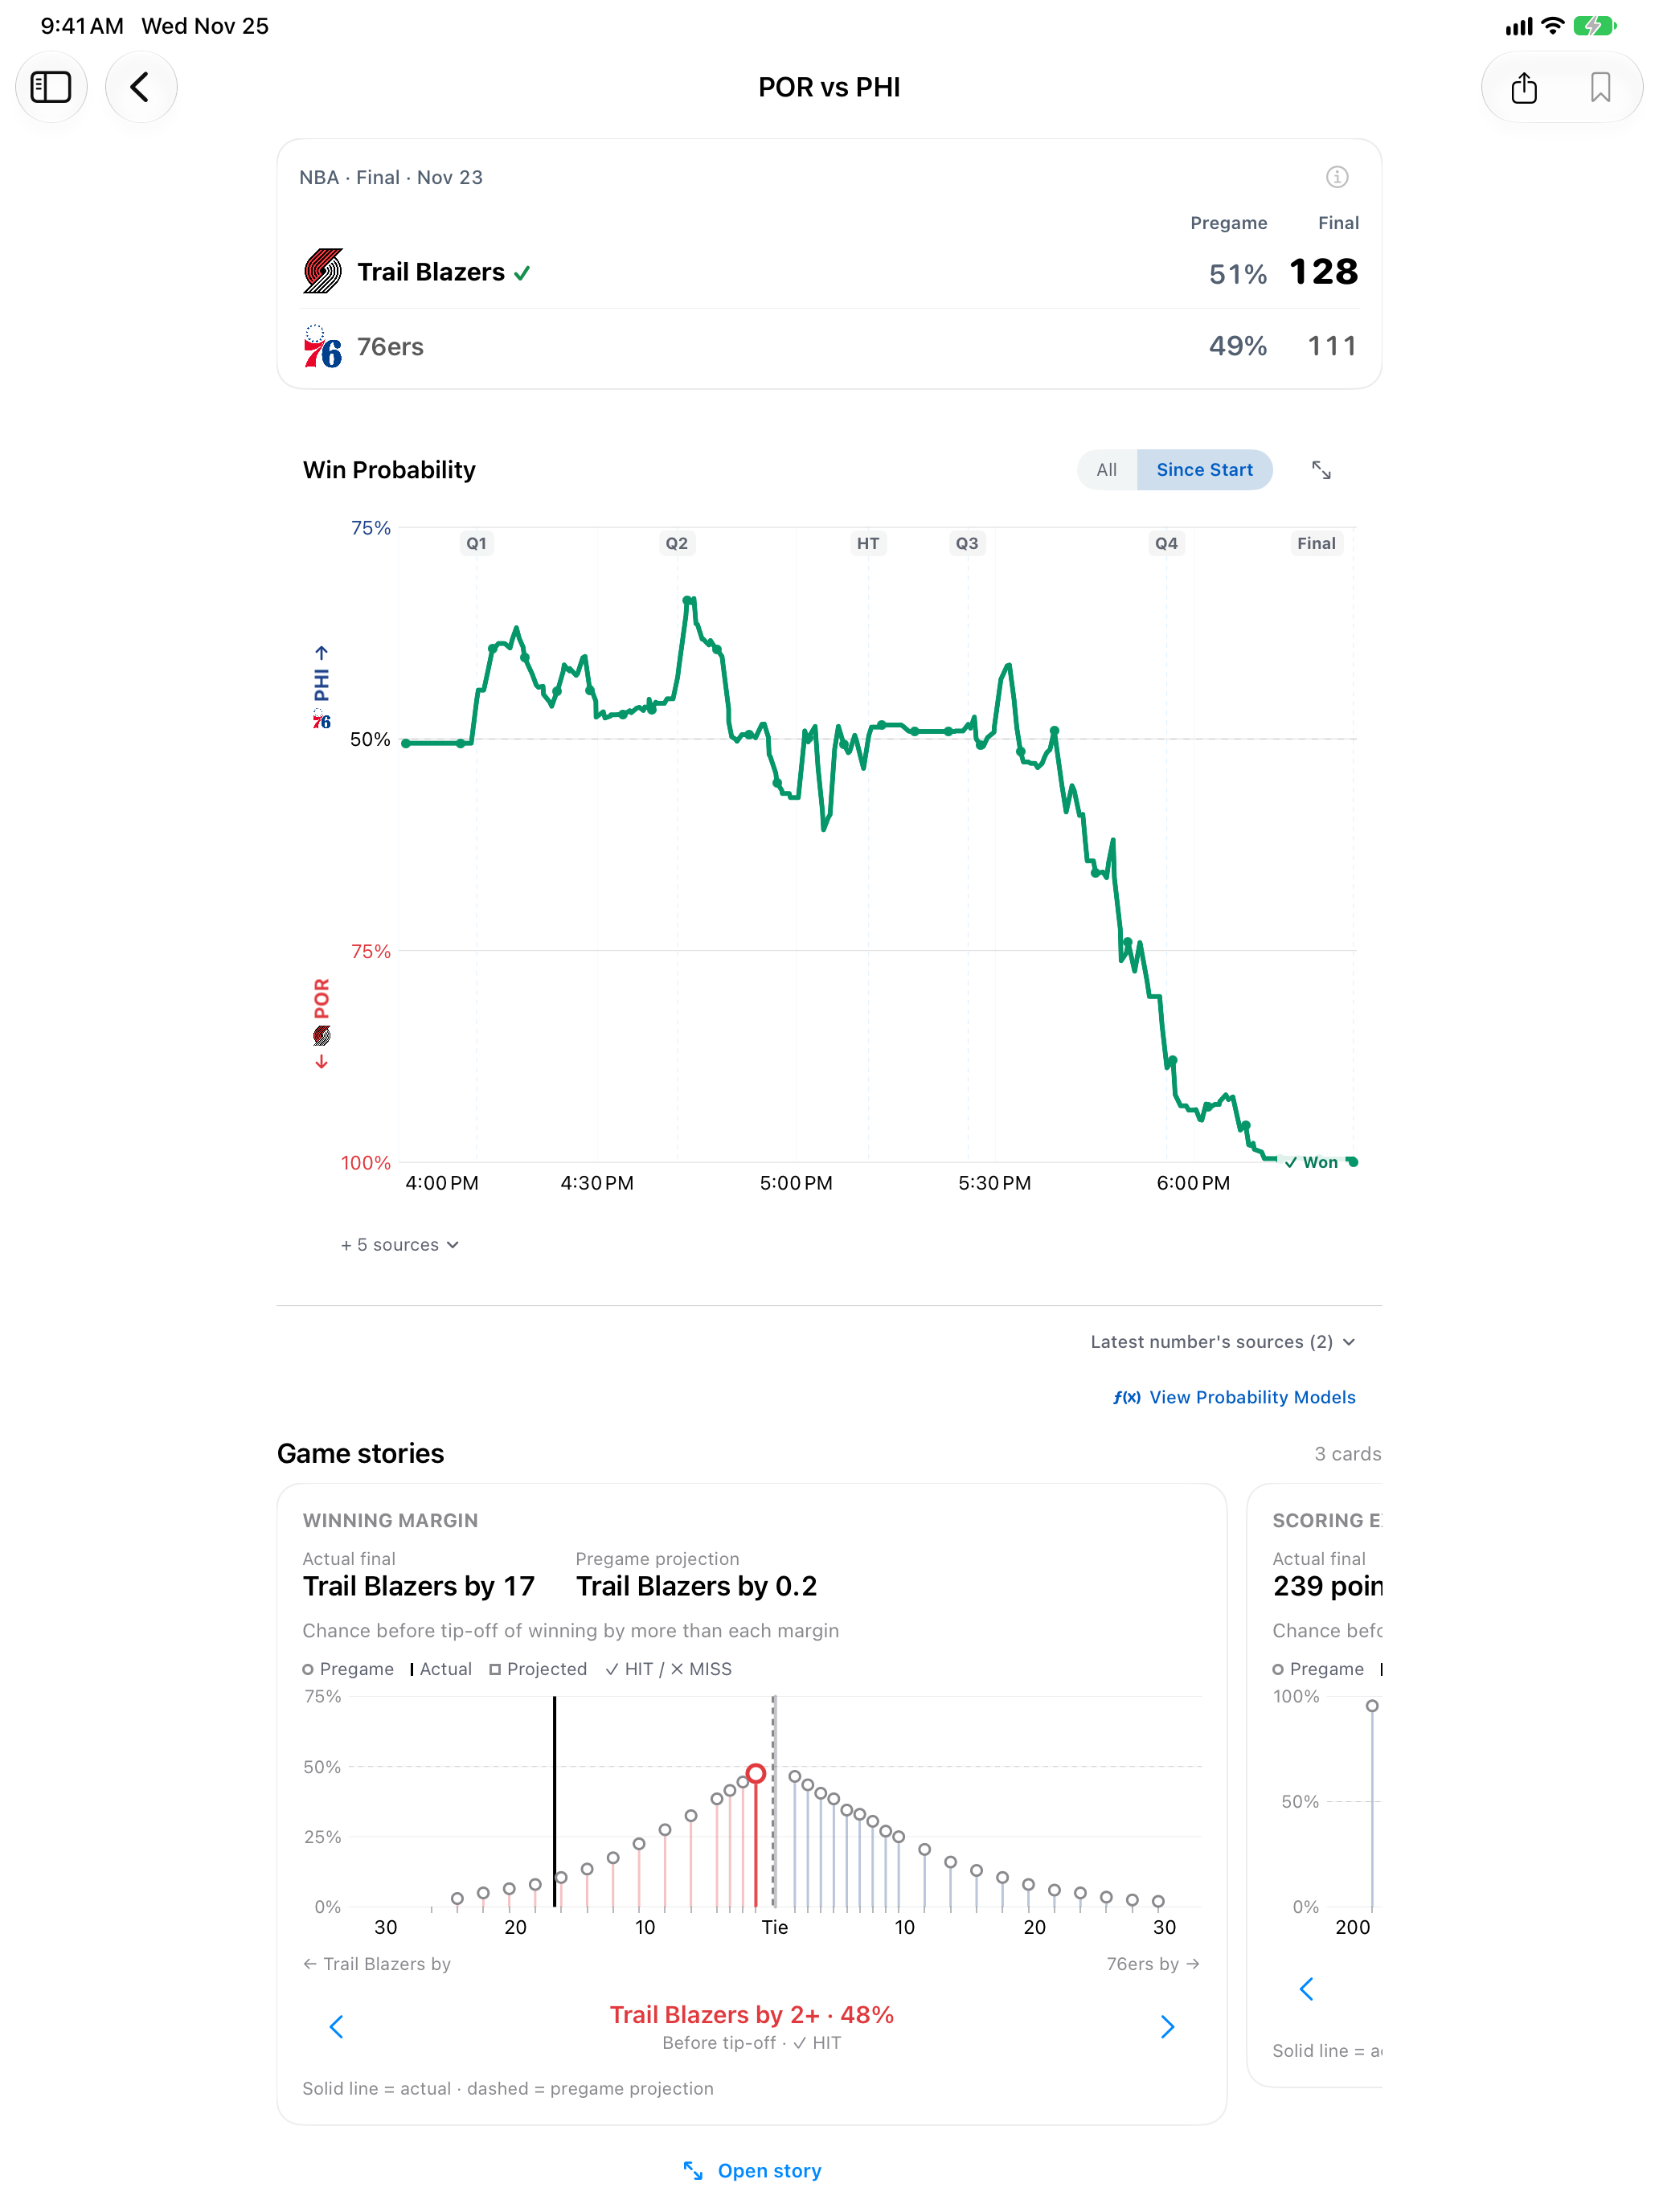 9:41 AM Wed Nov 25
POR vs PHI
NBA · Final · Nov 23
Pregame Final
Trail Blazers ✓ 51% 128
76ers 49% 111
Win Probability
All Since Start
75%
Q1 Q2 HT Q3 Q4 Final
PHI ↑
50%
75%
← POR
100%
✓ Won
4:00 PM 4:30 PM 5:00 PM 5:30 PM 6:00 PM
+ 5 sources
Latest number's sources (2)
f(x) View Probability Models
Game stories
3 cards
WINNING MARGIN
Actual final Pregame projection
Trail Blazers by 17 Trail Blazers by 0.2
Chance before tip-off of winning by more than each margin
Pregame Actual Projected ✓ HIT / × MISS
75%
50%
25%
0%
30 20 10 Tie 10 20 30
← Trail Blazers by 76ers by →
Trail Blazers by 2+ · 48%
Before tip-off · ✓ HIT
Solid line = actual · dashed = pregame projection
SCORING
Actual final
239
Chance
Pregame
100%
50%
0%
200
Solid line =
Open story